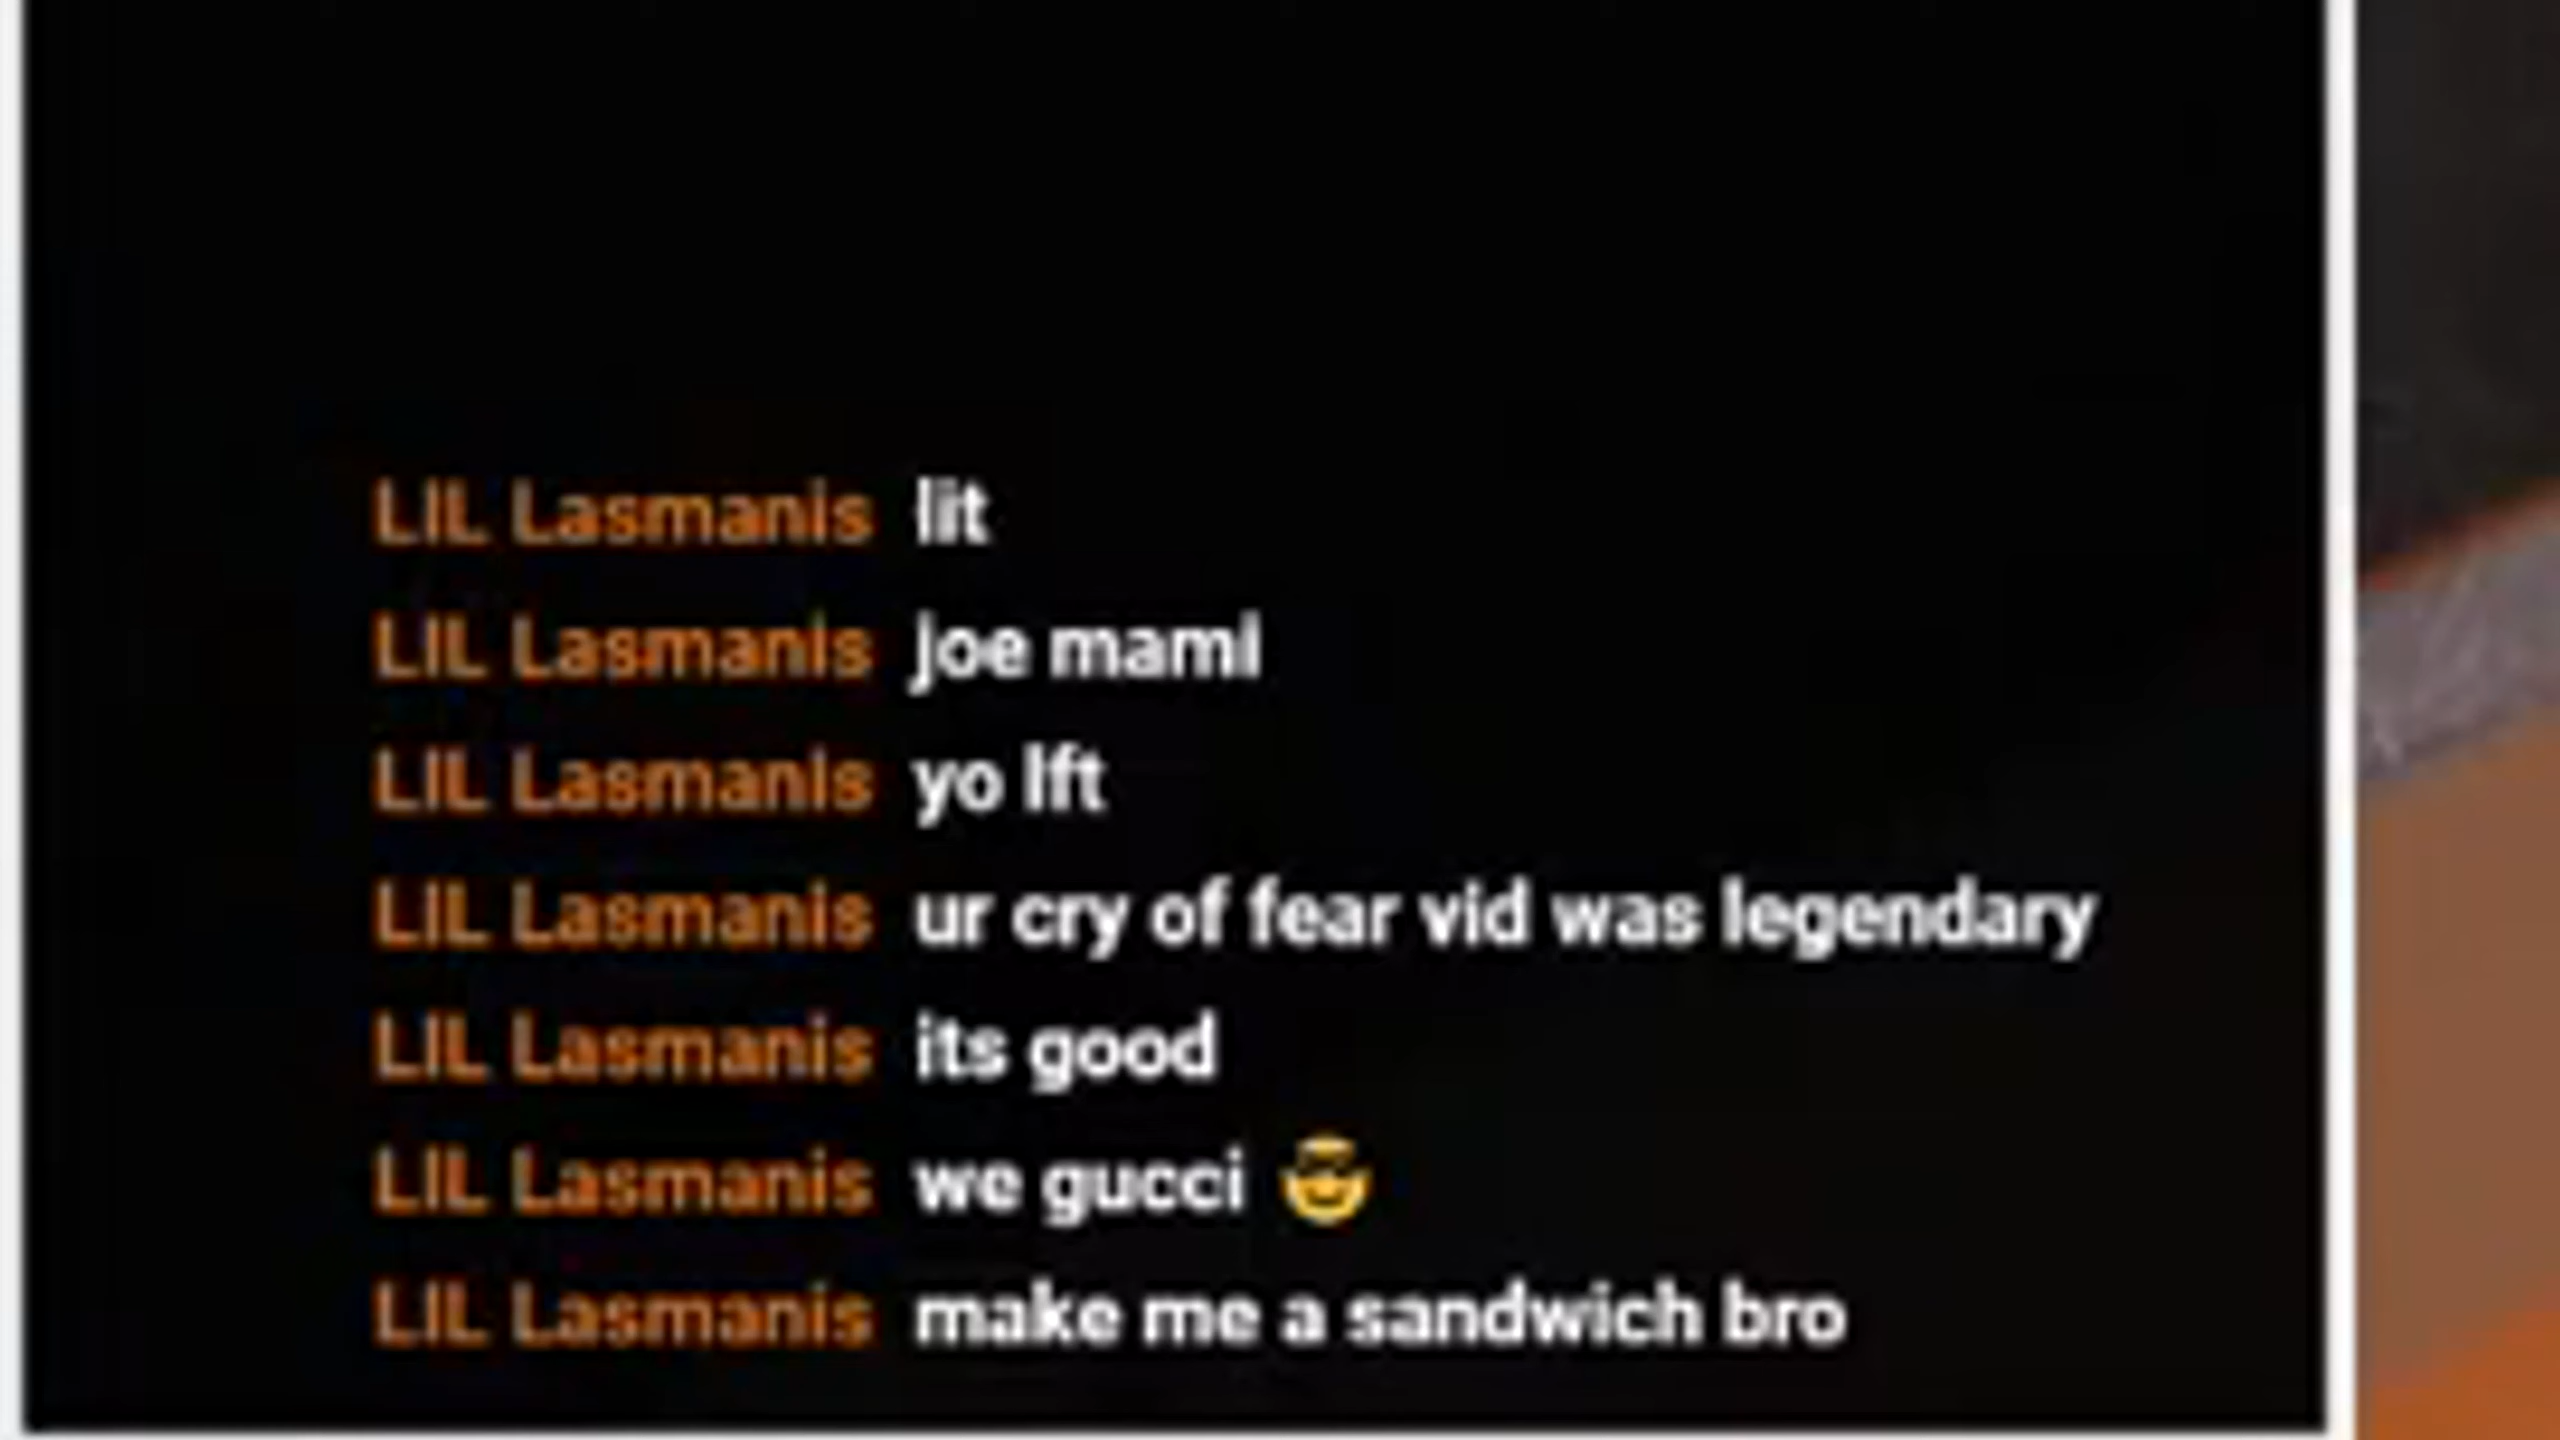 LIL Lasmanis lit
LIL Lasmanis joe mami
LIL Lasmanis yo lft
LIL Lasmanis ur cry of fear vid was legendary
LIL Lasmanis its good
LIL Lasmanis we gucci 😎
LIL Lasmanis make me a sandwich bro